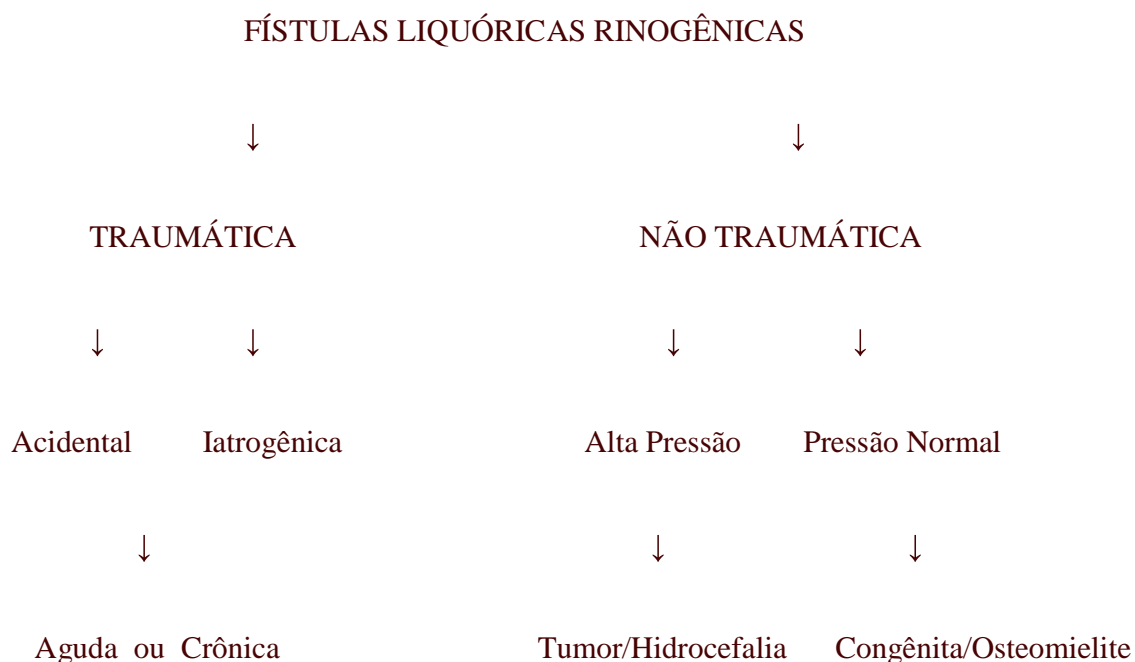 FÍSTULAS LIQUÓRICAS RINOGÊNICAS
↓ ↓
TRAUMÁTICA NÃO TRAUMÁTICA
↓ ↓ ↓ ↓
Acidental Iatrogênica Alta Pressão Pressão Normal
↓ ↓ ↓
Aguda ou Crônica Tumor/Hidrocefalia Congênita/Osteomielite